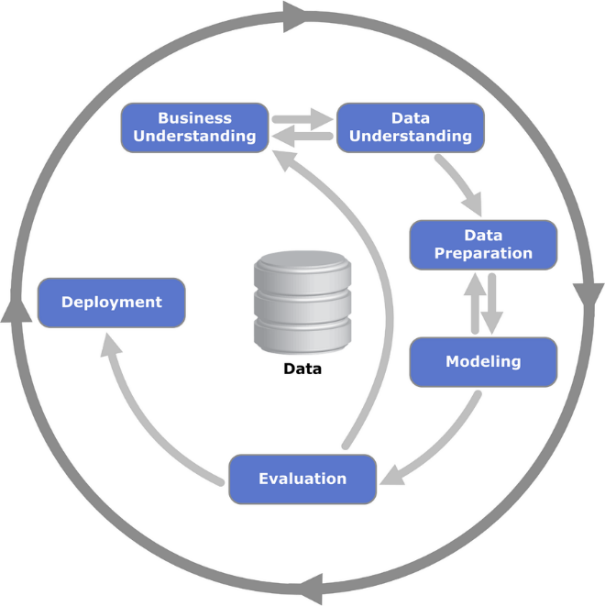 Business
Understanding
Data
Understanding
Data
Preparation
Deployment
Data
Modeling
Evaluation